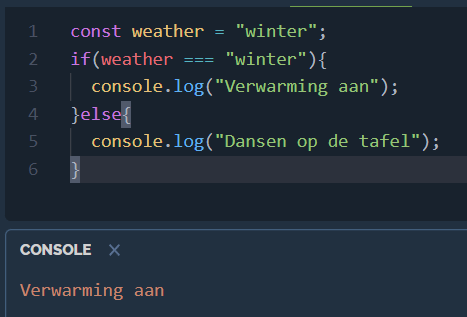 1 const weather = "winter";
2 if(weather === "winter"){
3 console.log("Verwarming aan");
4 }else{
5 console.log("Dansen op de tafel");
6 }
CONSOLE X
Verwarming aan